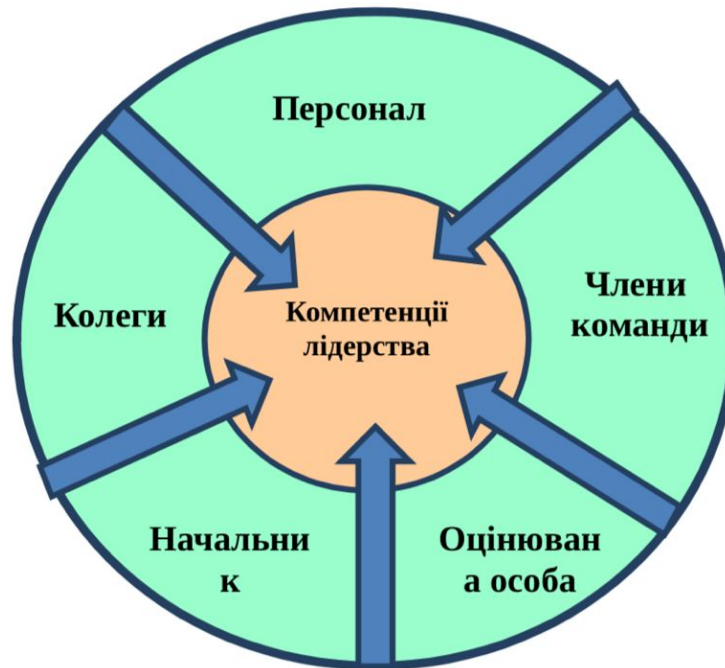 Персонал
Члени
команди
Колеги
Компетенції
лідерства
Начальни
к
Оцінюван
а особа